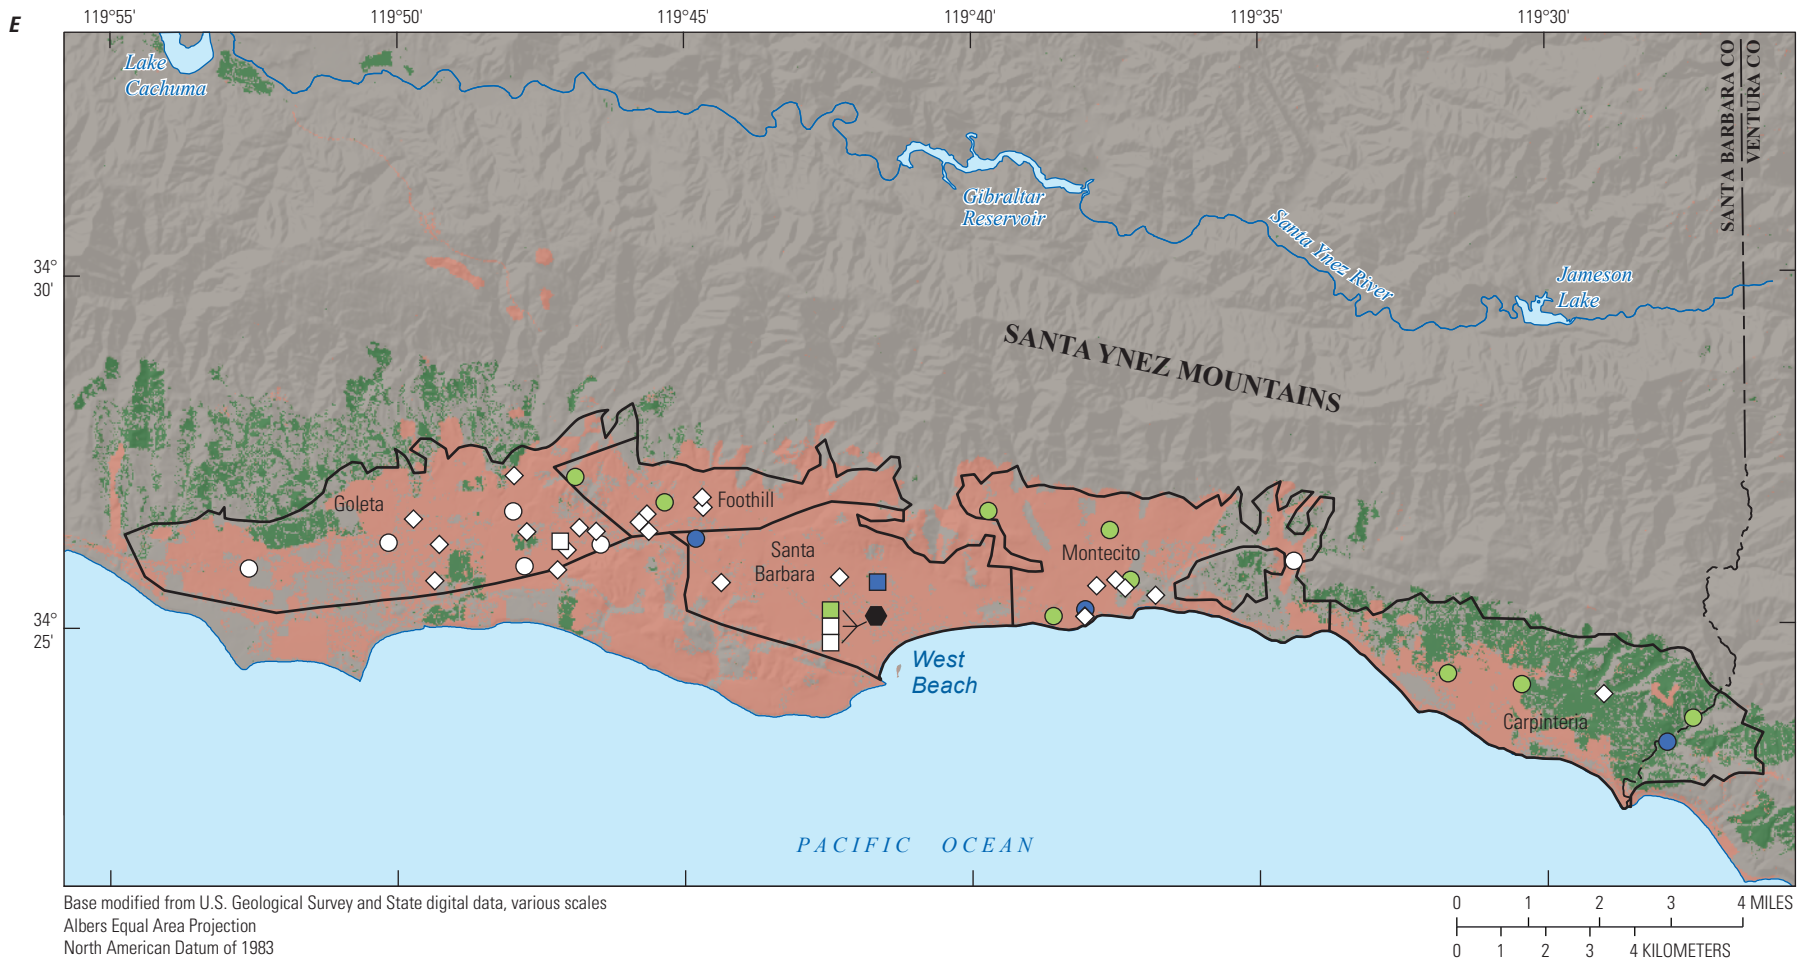 E
119°55' 119°50' 119°45' 119°40' 119°35' 119°30'
Lake
Cachuma
SANTA BARBARA CO
VENTURA CO
Gibraltar
Reservoir
Santa Ynez River
34°
30'
Jameson
Lake
SANTA YNEZ MOUNTAINS
Goleta
Foothill
Santa
Barbara
Montecito
34°
25'
West
Beach
Carpinteria
PACIFIC OCEAN
Base modified from U.S. Geological Survey and State digital data, various scales
Albers Equal Area Projection
North American Datum of 1983
0 1 2 3 4 MILES
0 1 2 3 4 KILOMETERS